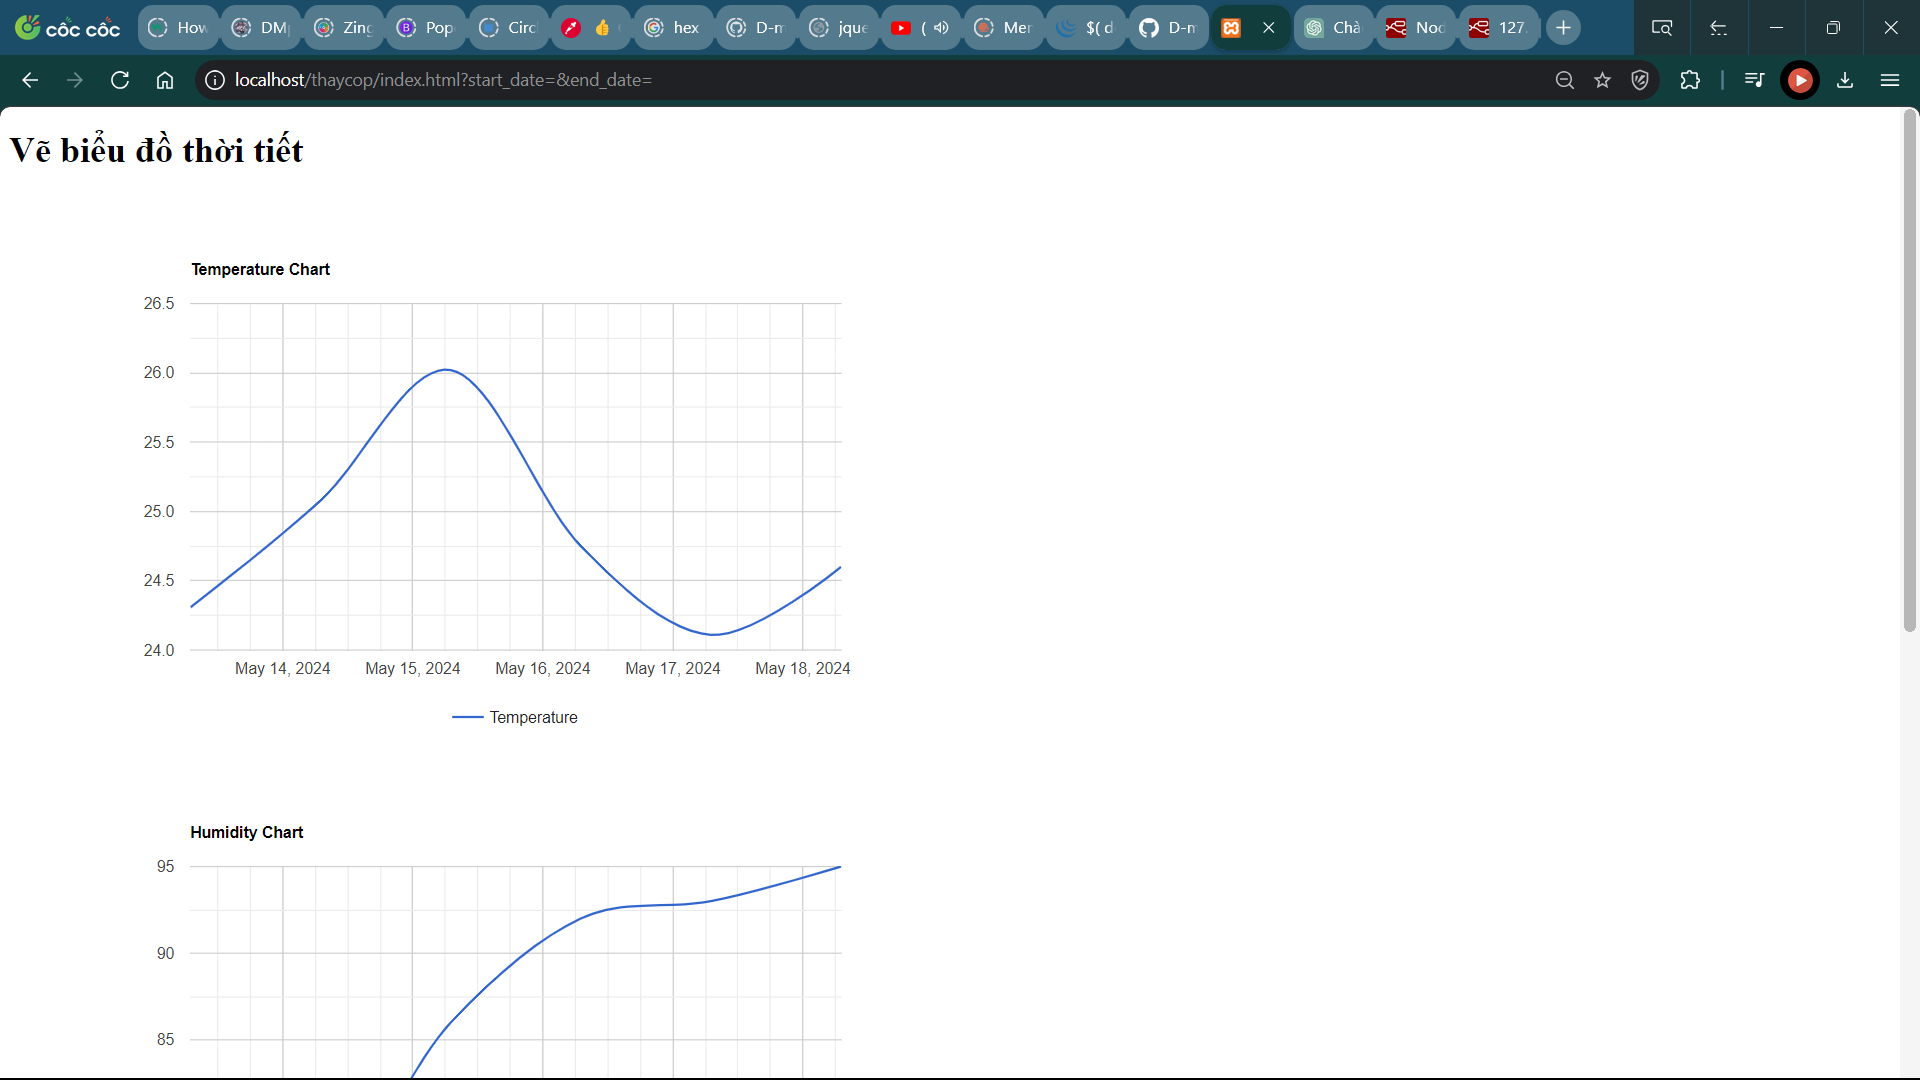 cốc cốc
How
DM
Zing
Pop
Circ
👍
hex
D-m
jque
(
Mer
$( d
D-m
Chà
Nod
127.
localhost/thaycop/index.html?start_date=&end_date=
Vẽ biểu đồ thời tiết
Temperature Chart
26.5
26.0
25.5
25.0
24.5
24.0
May 14, 2024 May 15, 2024 May 16, 2024 May 17, 2024 May 18, 2024
Temperature
Humidity Chart
95
90
85